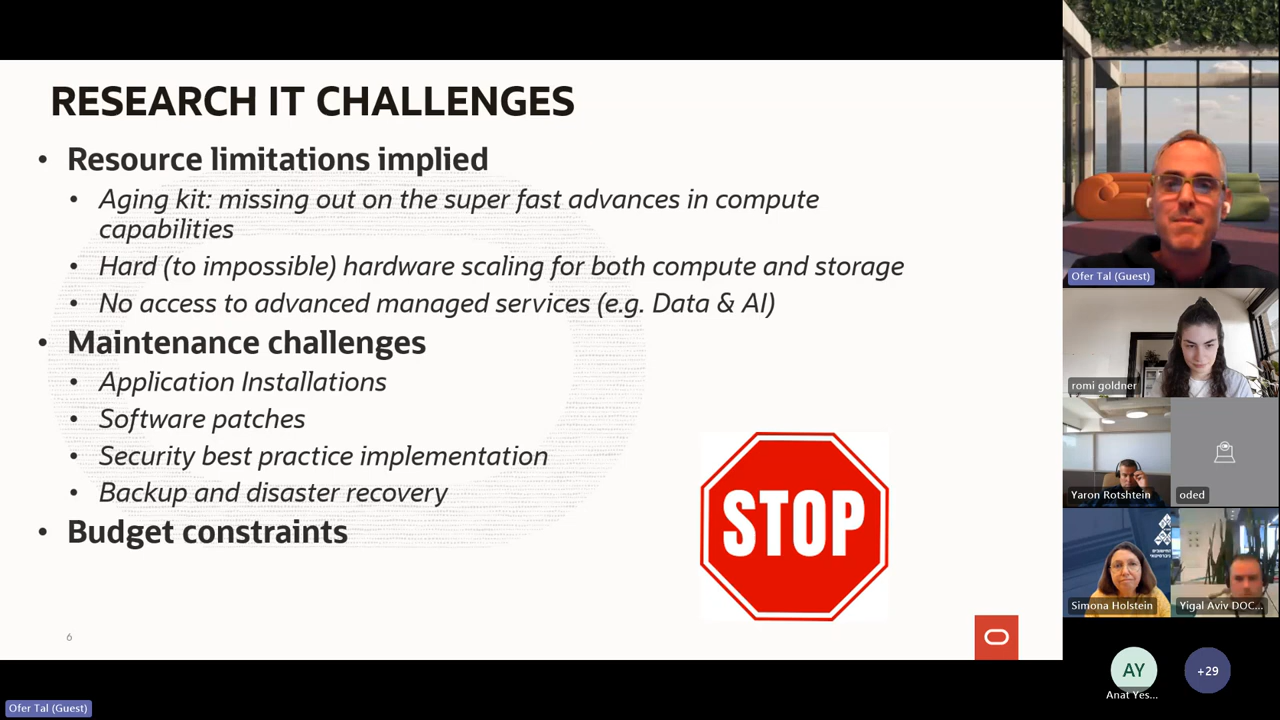 RESEARCH IT CHALLENGES
• Resource limitations implied
• Aging kit: missing out on the super fast advances in compute
capabilities
• Hard (to impossible) hardware scaling for both compute and storage
• No access to advanced managed services (e.g. Data & AI)
• Maintenance challenges
• Application Installations
• Software patches
• Security best practice implementation
• Backup and disaster recovery
• Budget constraints
STOP
6
Ofer Tal (Guest)
Ofer Tal (Guest)
romi goldner
Yaron Rotshtein
oded
Simona Holstein
Yigal Aviv DOC...
AY
Anat Yes...
+29